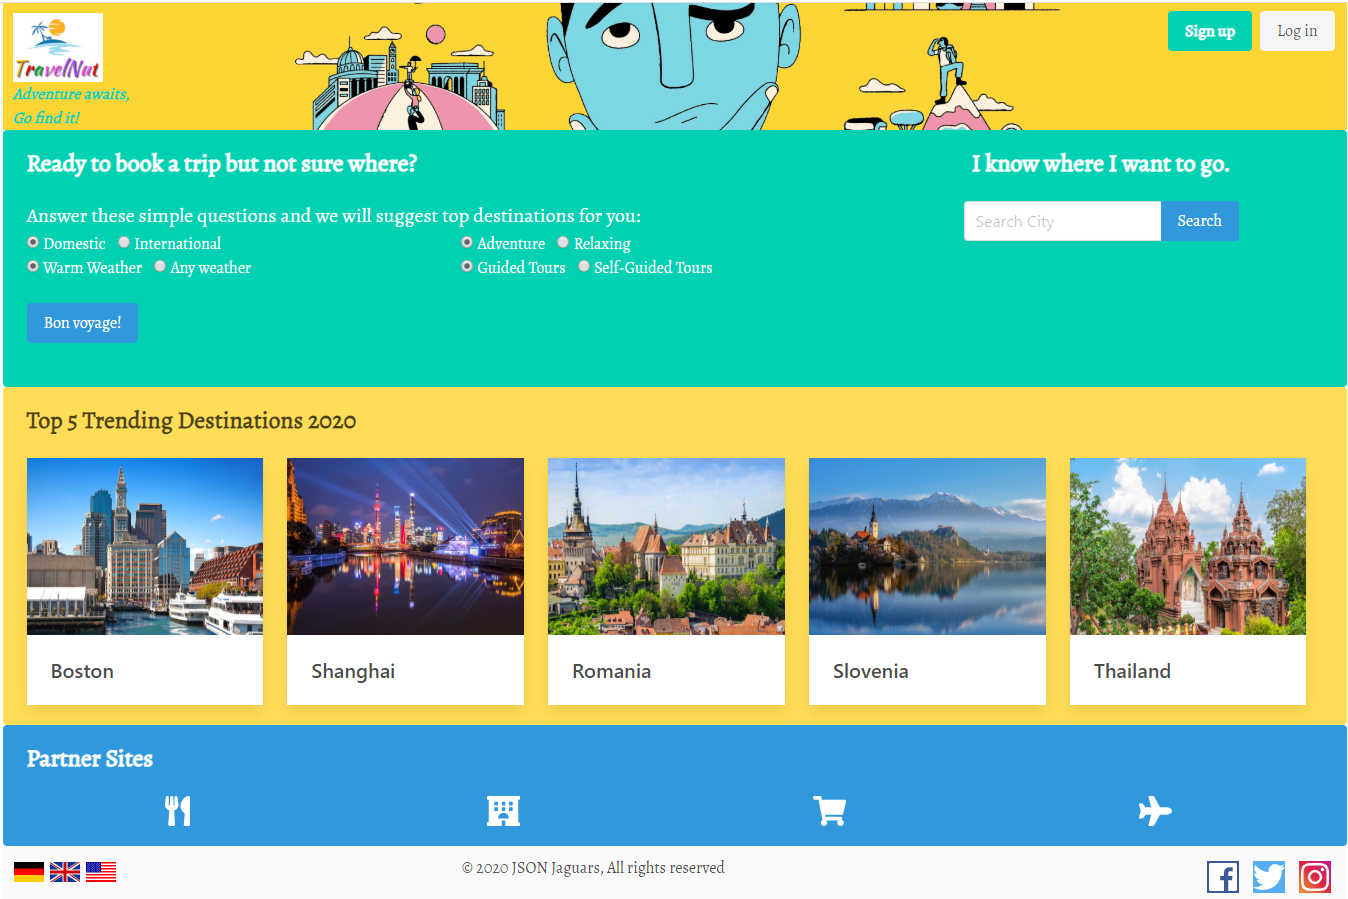 TravelNut
Adventure awaits,
Go find it!
Sign up
Log in
Ready to book a trip but not sure where?
I know where I want to go.
Answer these simple questions and we will suggest top destinations for you:
Search City
Search
Domestic International
Adventure Relaxing
Warm Weather Any weather
Guided Tours Self-Guided Tours
Bon voyage!
Top 5 Trending Destinations 2020
Boston
Shanghai
Romania
Slovenia
Thailand
Partner Sites
© 2020 JSON Jaguars, All rights reserved